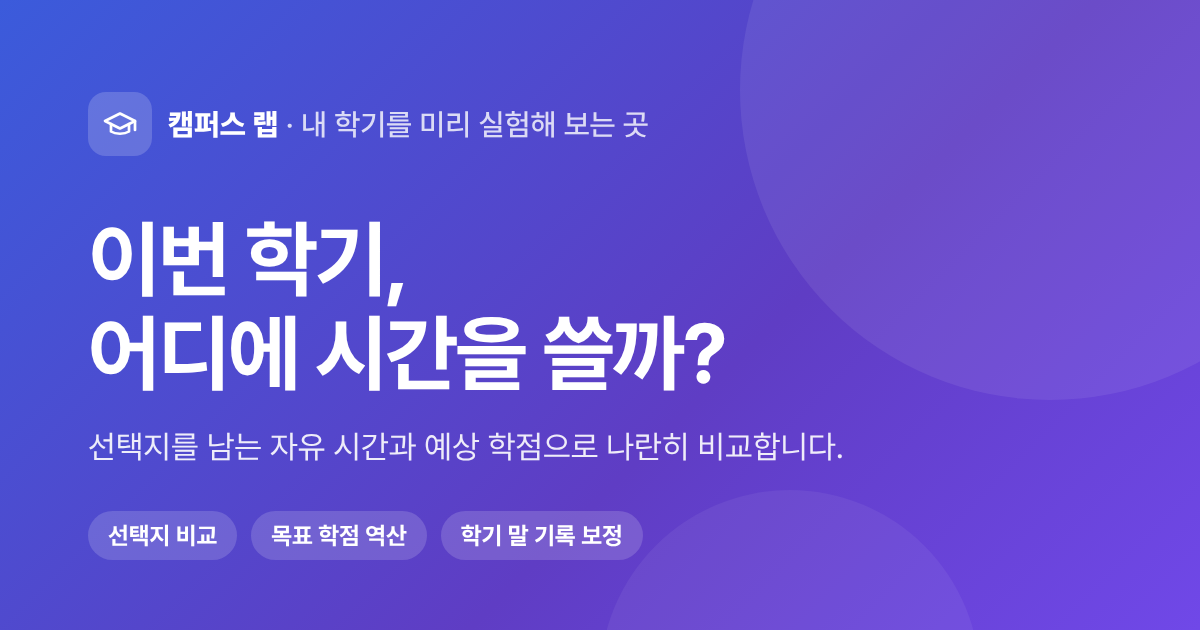 캠퍼스 랩 · 내 학기를 미리 실험해 보는 곳
이번 학기,
어디에 시간을 쓸까?
선택지를 남는 자유 시간과 예상 학점으로 나란히 비교합니다.
선택지 비교
목표 학점 역산
학기 말 기록 보정